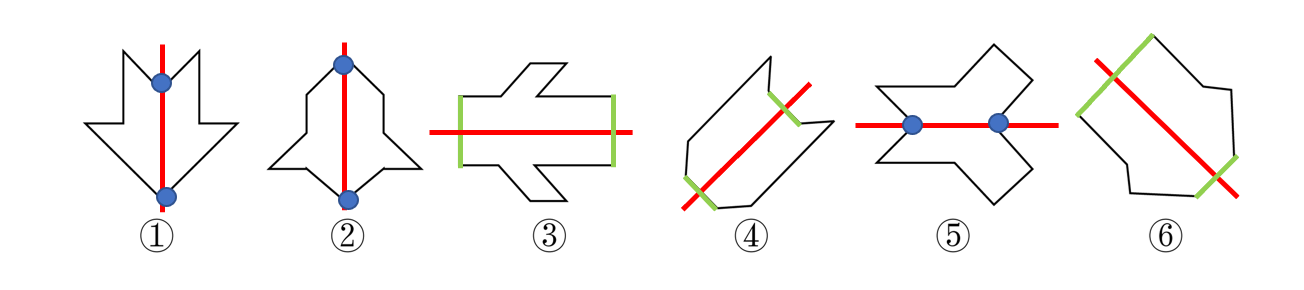 ① ② ③ ④ ⑤ ⑥